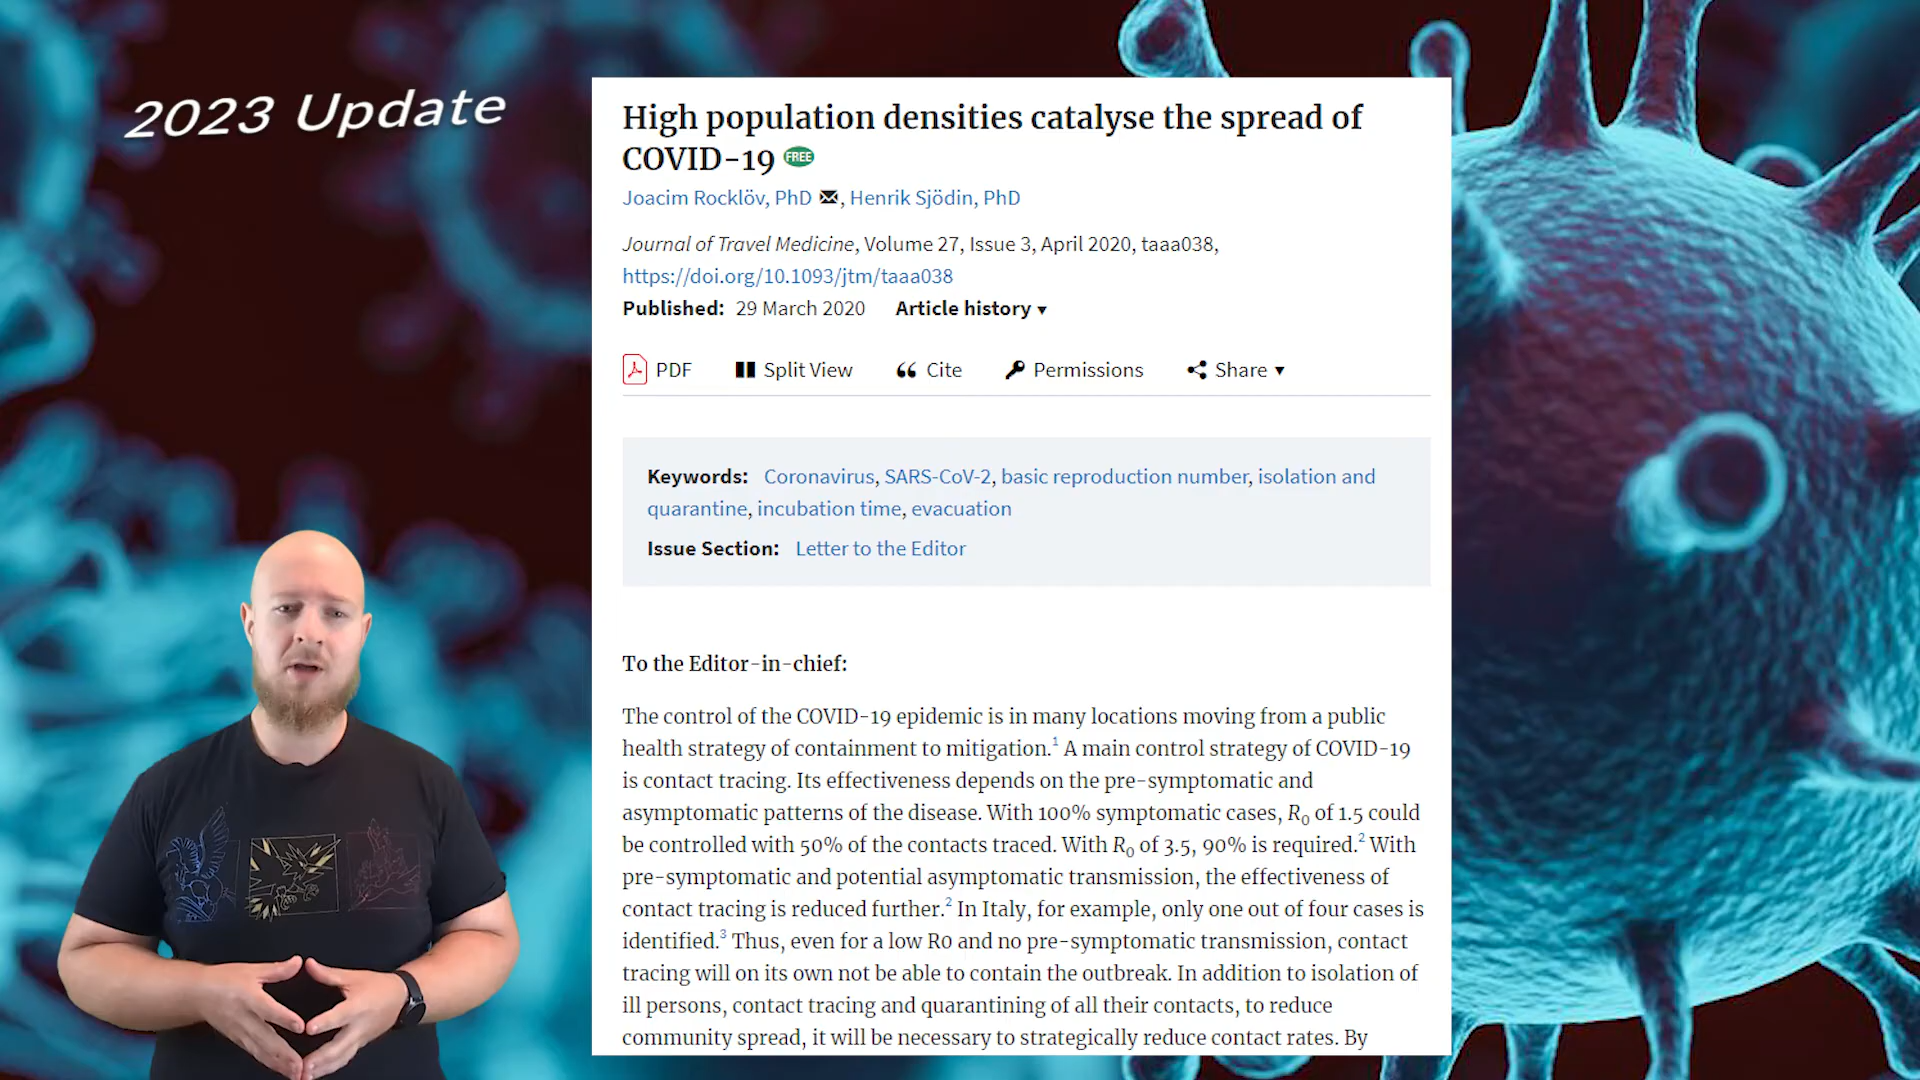 2023 Update
High population densities catalyse the spread of
COVID-19 FREE
Joacim Rocklöv, PhD, Henrik Sjödin, PhD
Journal of Travel Medicine, Volume 27, Issue 3, April 2020, taaa038,
https://doi.org/10.1093/jtm/taaa038
Published: 29 March 2020 Article history ▾
PDF Split View Cite Permissions Share ▾
Keywords: Coronavirus, SARS-CoV-2, basic reproduction number, isolation and
quarantine, incubation time, evacuation
Issue Section: Letter to the Editor
To the Editor-in-chief:
The control of the COVID-19 epidemic is in many locations moving from a public
health strategy of containment to mitigation.1 A main control strategy of COVID-19
is contact tracing. Its effectiveness depends on the pre-symptomatic and
asymptomatic patterns of the disease. With 100% symptomatic cases, R0 of 1.5 could
be controlled with 50% of the contacts traced. With R0 of 3.5, 90% is required.2 With
pre-symptomatic and potential asymptomatic transmission, the effectiveness of
contact tracing is reduced further.2 In Italy, for example, only one out of four cases is
identified.3 Thus, even for a low R0 and no pre-symptomatic transmission, contact
tracing will on its own not be able to contain the outbreak. In addition to isolation of
ill persons, contact tracing and quarantining of all their contacts, to reduce
community spread, it will be necessary to strategically reduce contact rates. By